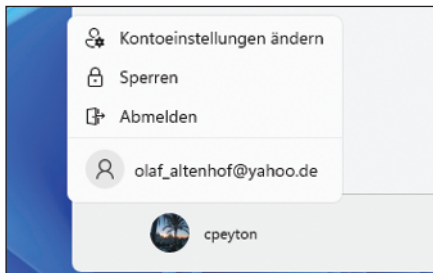 Kontoeinstellungen ändern
Sperren
Abmelden
olaf_altenhof@yahoo.de
cpeyton